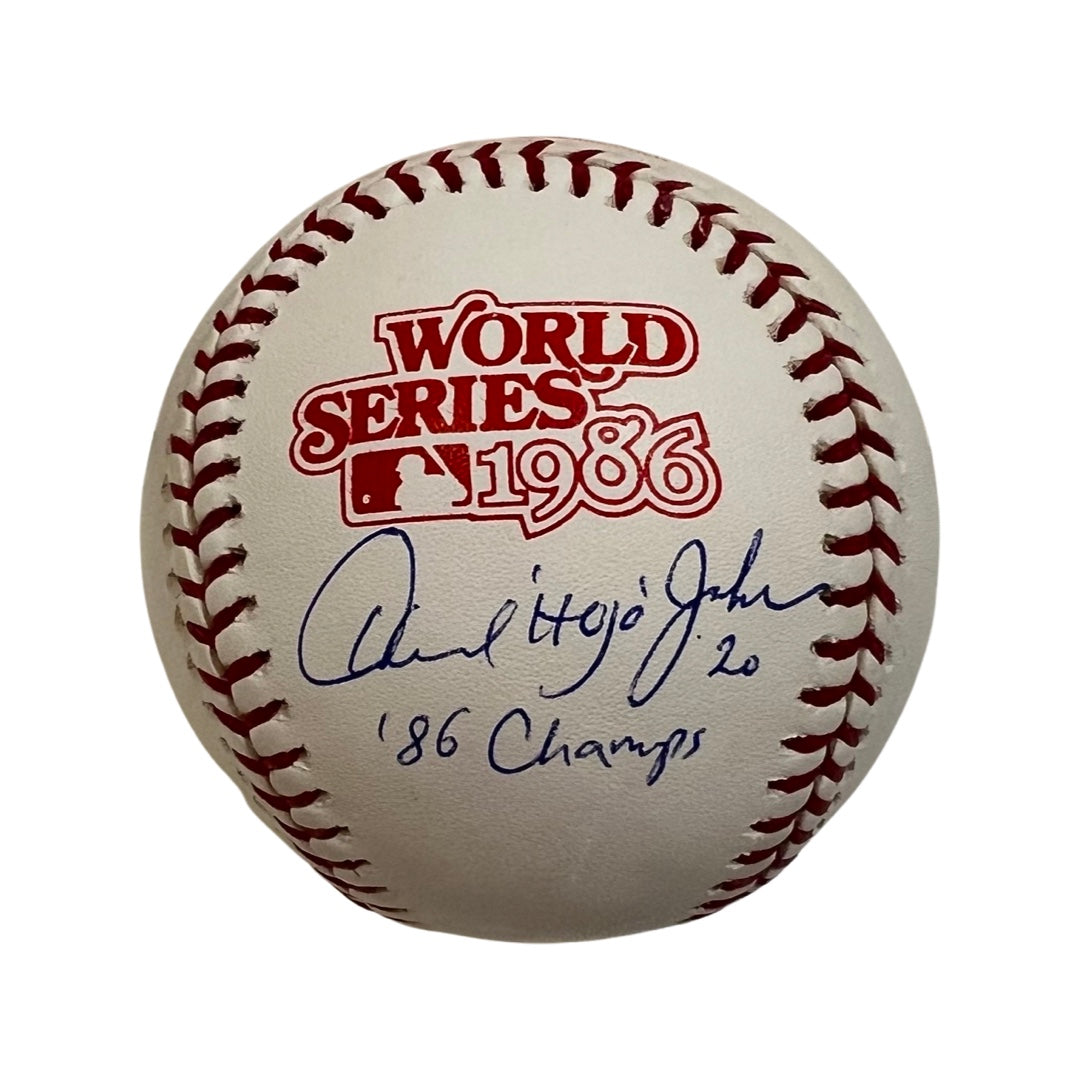 WORLD
SERIES
1986
'HoJo'
20
'86 Champs